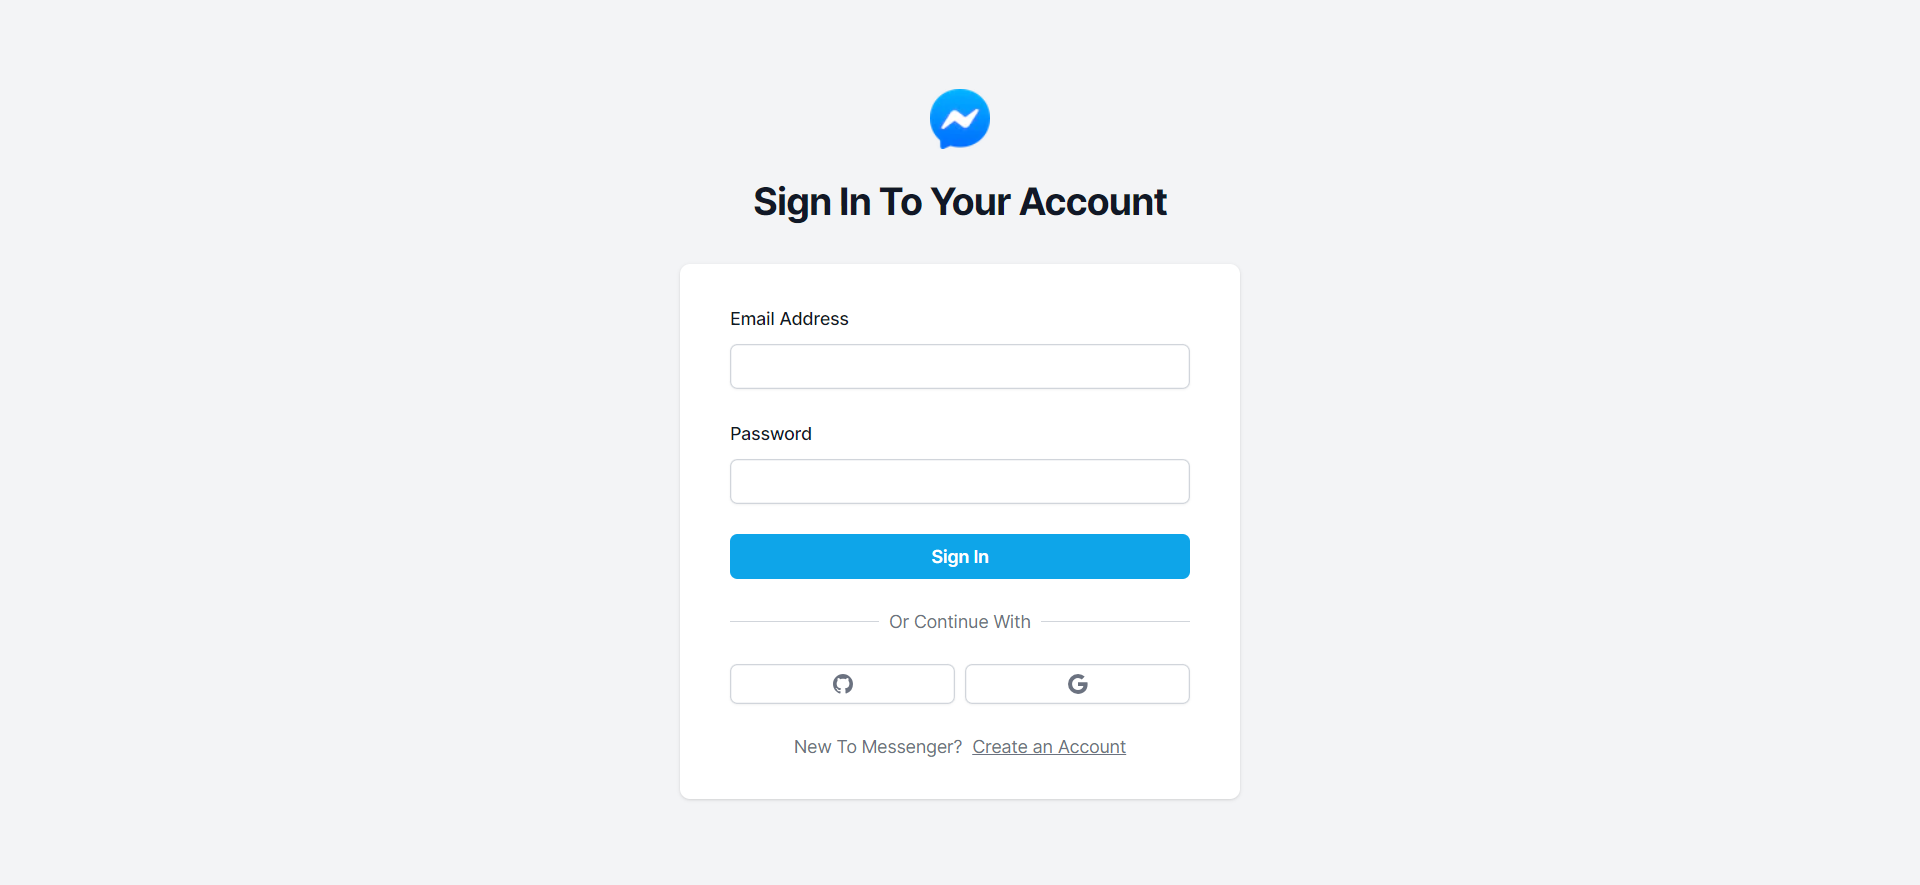 Sign In To Your Account
Email Address
Password
Sign In
Or Continue With
New To Messenger? Create an Account